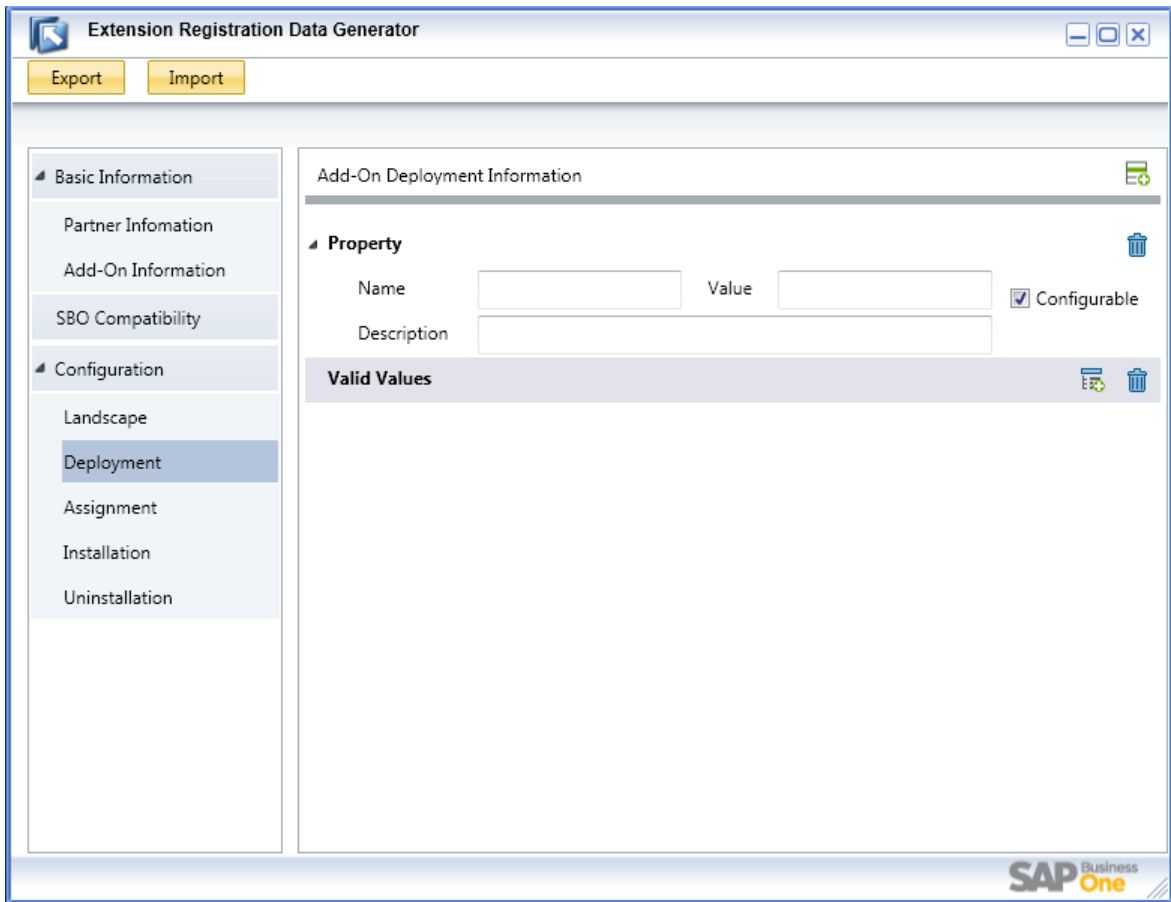 Extension Registration Data Generator
Export Import
Basic Information
Partner Infomation
Add-On Information
SBO Compatibility
Configuration
Landscape
Deployment
Assignment
Installation
Uninstallation
Add-On Deployment Information
Property
Name Value Configurable
Description
Valid Values
SAP Business One